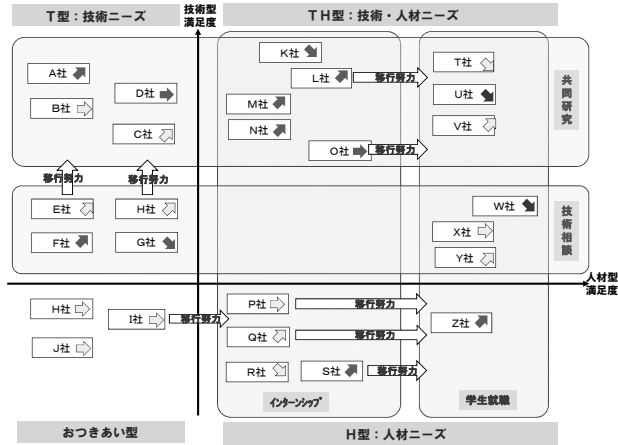 T型：技術ニーズ
技術型
満足度
TH型：技術・人材ニーズ
A社
B社
D社
C社
K社
L社
移行努力
M社
N社
O社
移行努力
T社
U社
V社
共同研究
移行努力
移行努力
E社
H社
F社
G社
W社
X社
Y社
技術相談
人材型
満足度
H社
I社
移行努力
J社
P社
移行努力
Q社
移行努力
R社
S社
移行努力
Z社
インターンシップ
学生就職
おつきあい型
H型：人材ニーズ